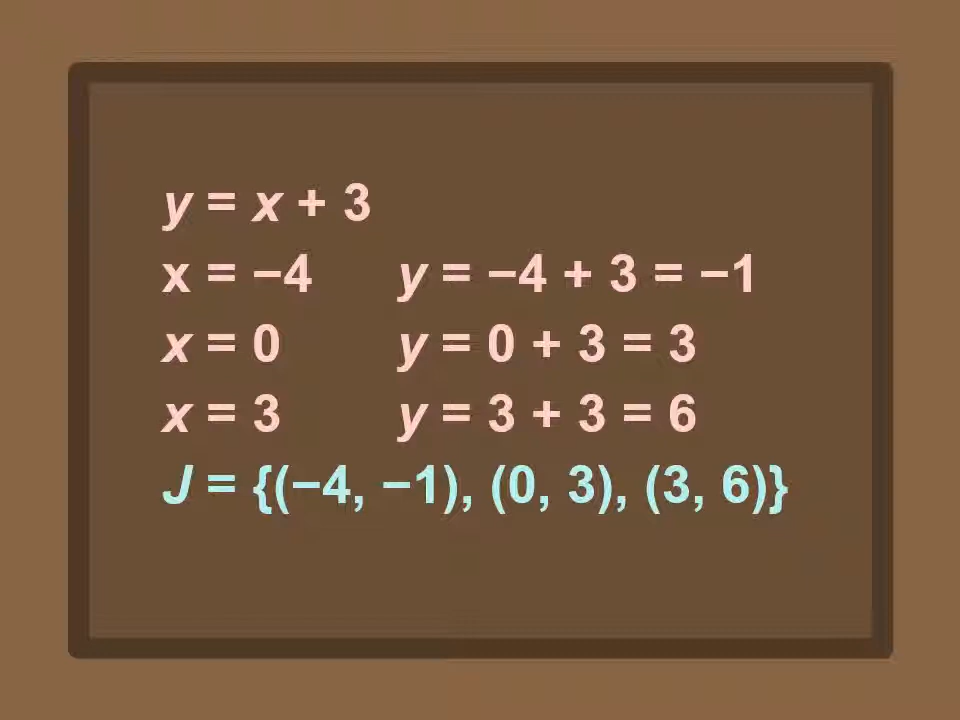 y = x + 3
x = −4 y = −4 + 3 = −1
x = 0 y = 0 + 3 = 3
x = 3 y = 3 + 3 = 6
J = {(−4, −1), (0, 3), (3, 6)}